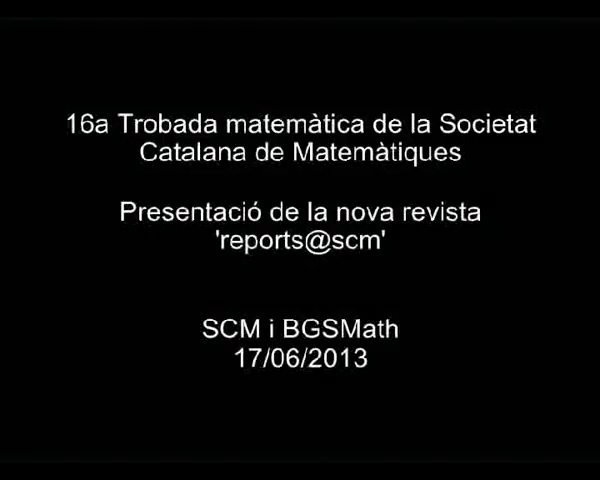 16a Trobada matemàtica de la Societat
Catalana de Matemàtiques
Presentació de la nova revista
'reports@scm'
SCM i BGSMath
17/06/2013